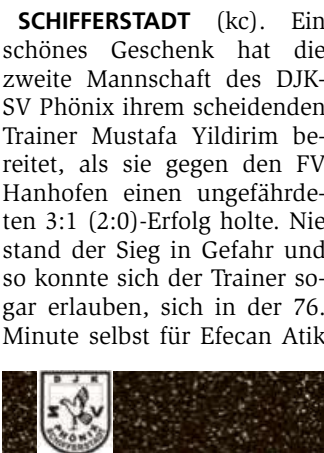 SCHIFFERSTADT (kc). Ein
schönes Geschenk hat die
zweite Mannschaft des DJK-
SV Phönix ihrem scheidenden
Trainer Mustafa Yildirim be-
reitet, als sie gegen den FV
Hanhofen einen ungefährde-
ten 3:1 (2:0)-Erfolg holte. Nie
stand der Sieg in Gefahr und
so konnte sich der Trainer so-
gar erlauben, sich in der 76.
Minute selbst für Efecan Atik
D J K
S V
PHÖNIX
SCHIFFERSTADT